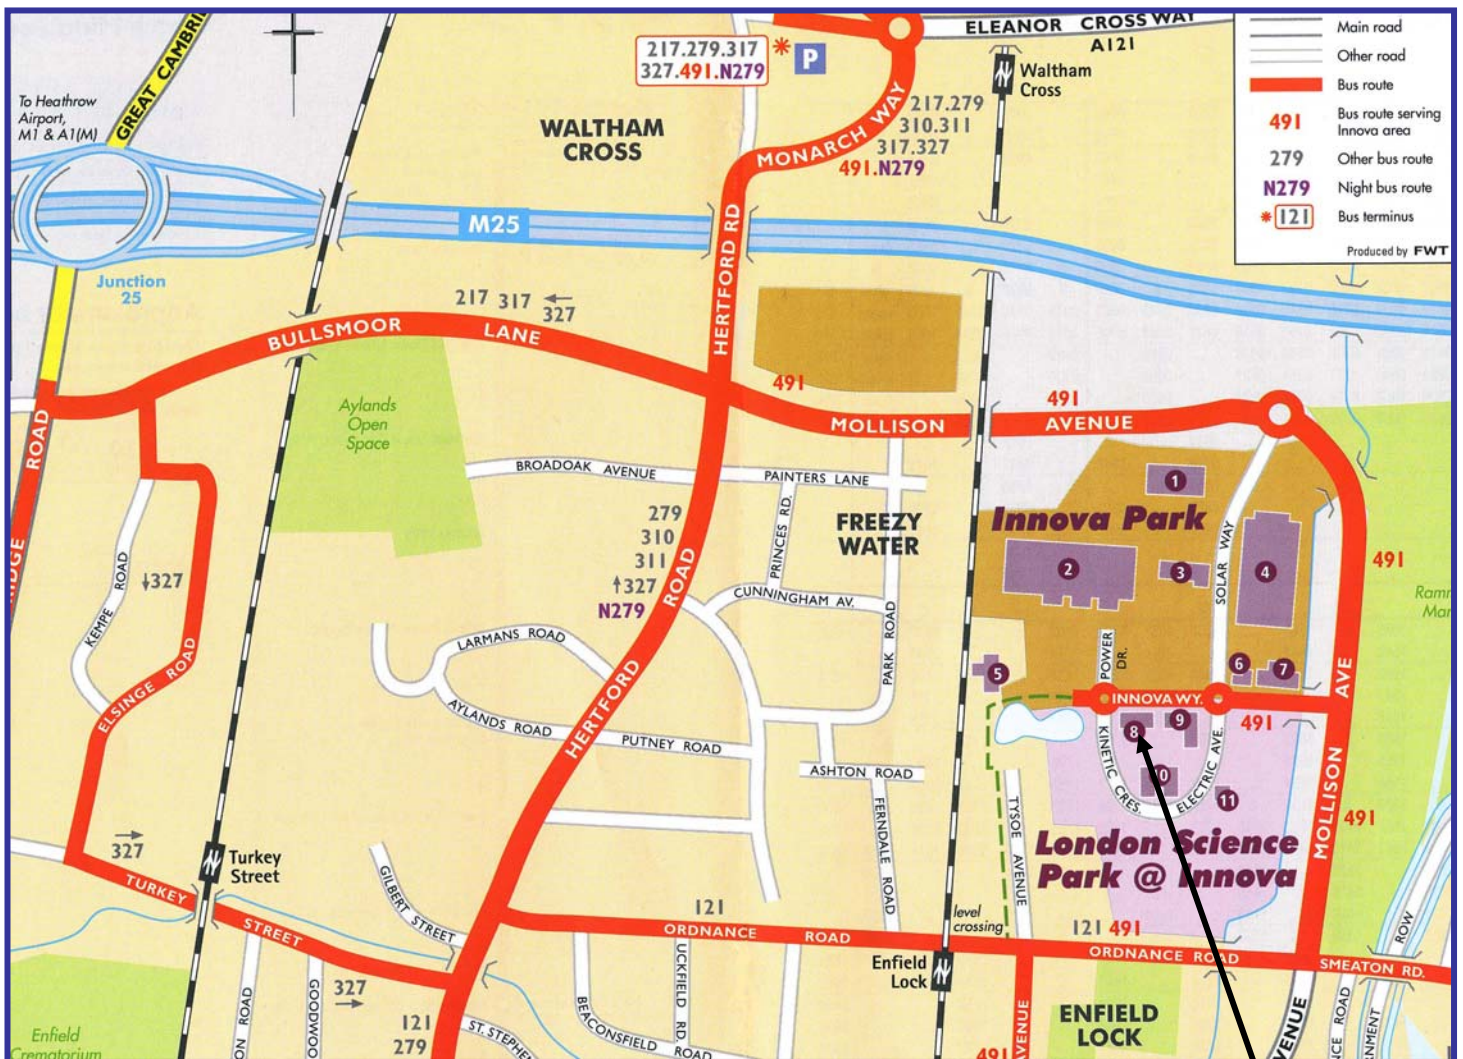 GREAT CAMBRI
To Heathrow
Airport,
M1 & A1(M)
217.279.317
327.491.N279
P
ELEANOR CROSS WAY
A121
Waltham
Cross
WALTHAM
CROSS
MONARCH WAY
217.279
310.311
317.327
491.N279
Main road
Other road
Bus route
491
Bus route serving
Innova area
279
Other bus route
N279
Night bus route
* 121
Bus terminus
Produced by FWT
M25
HERTFORD RD
Junction
25
217 317
327
BULLSMOOR LANE
491
MOLLISON
491
AVENUE
ROAD
IDGE
Aylands
Open
Space
BROADOAK AVENUE
PAINTERS LANE
PRINCES RD.
FREEZY
WATER
279
310
311
327
N279
HERTFORD ROAD
CUNNINGHAM AV.
PARK ROAD
Innova Park
1
2
3
4
5
6
7
SOLAR WAY
POWER
DR.
INNOVA WY.
491
491
MOLLISON AVE
491
KEMPE ROAD
327
ELSINGE ROAD
LARMANS ROAD
AYLANDS ROAD
PUTNEY ROAD
ASHTON ROAD
FERNDALE ROAD
TYSOE AVENUE
KINETIC CRES.
ELECTRIC AVE.
8
9
10
11
London Science
Park @ Innova
327
Turkey
Street
TURKEY
STREET
GILBERT STREET
121
ORDNANCE ROAD
level
crossing
121 491
ORDNANCE ROAD
SMEATON RD.
ROW
Enfield
Lock
ENFIELD
LOCK
327
GOODWOO
ON ROAD
121
279
ST. STEPHEN
BEACONSFIELD ROAD
UCKFIELD RD.
491
AVENUE
VENUE
NCE ROAD
NMENT
Enfield
Crematorium
Ramn
Mar